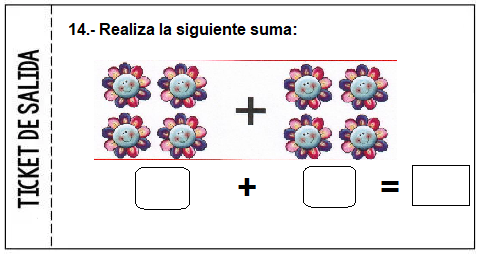 TICKET DE SALIDA
14.- Realiza la siguiente suma:
+
+ =